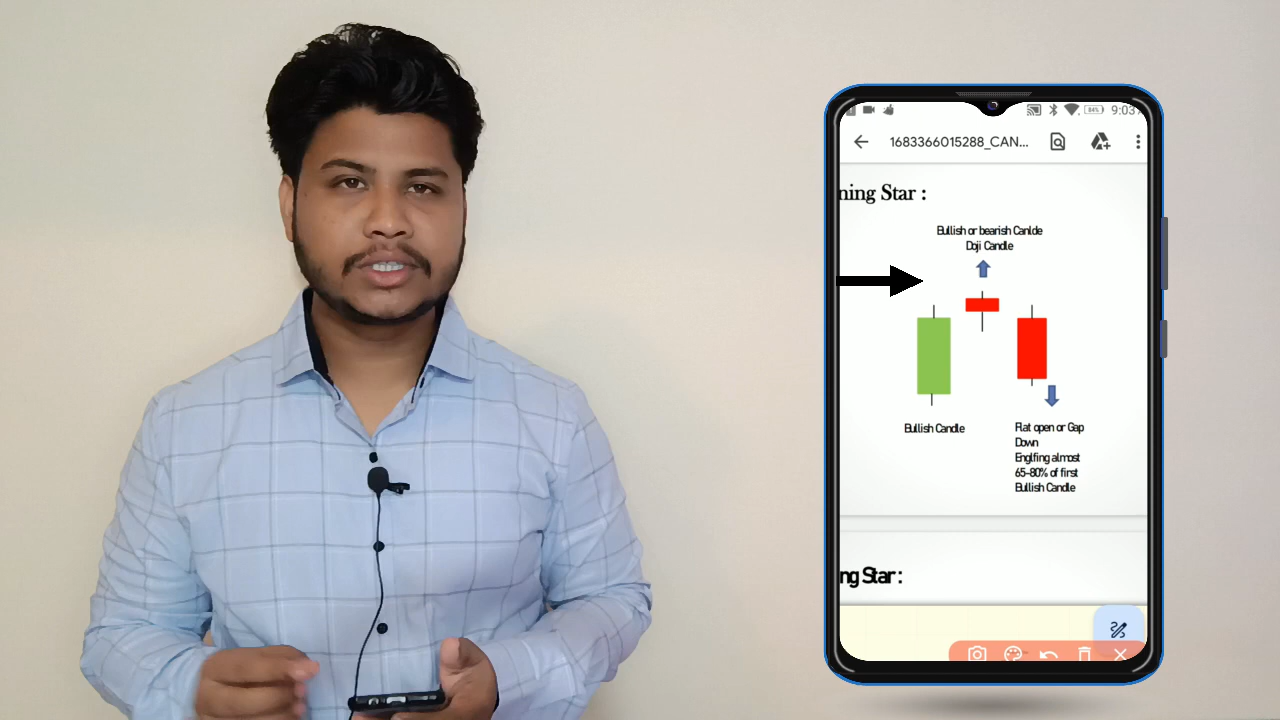 84%
9:03
1683366015288_CAN...
ning Star :
Bullish or bearish Canlde
Doji Candle
Bullish Candle
Flat open or Gap
Down
Englfing almost
65-80% of first
Bullish Candle
ng Star :